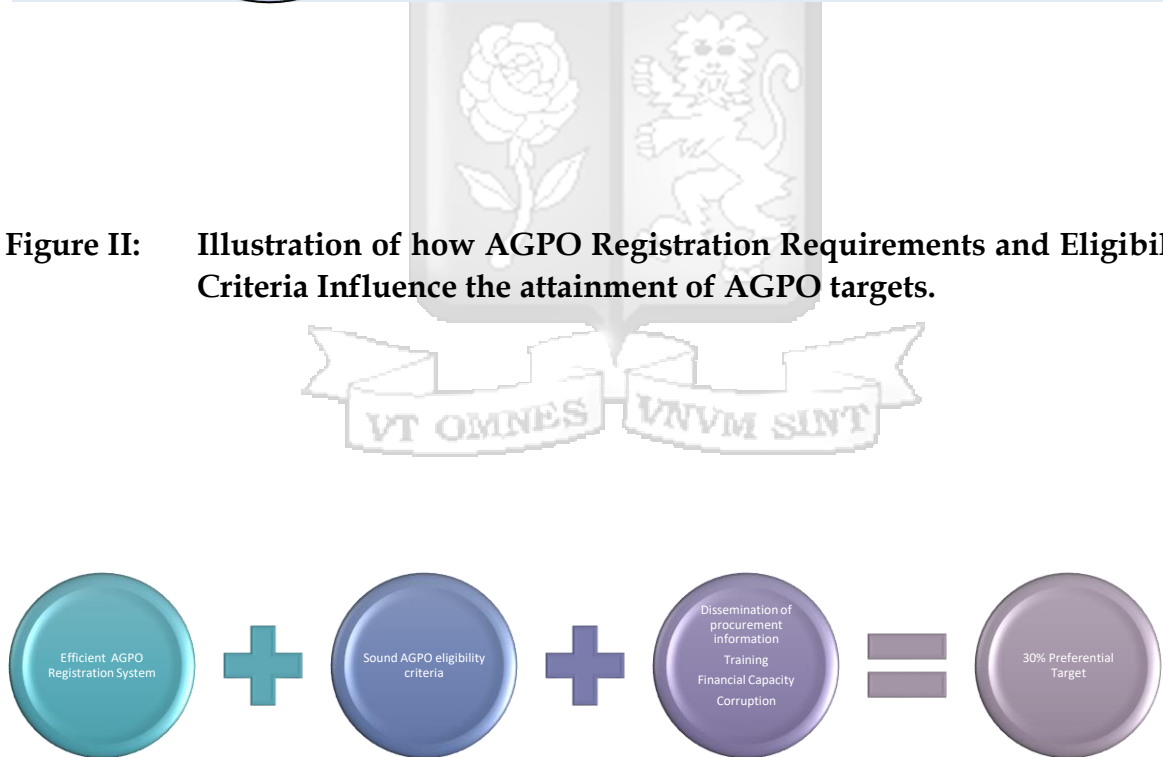 Figure II: Illustration of how AGPO Registration Requirements and Eligibil
Criteria Influence the attainment of AGPO targets.
VT OMNES VNVM SINT
Efficient AGPO
Registration System
Sound AGPO eligibility
criteria
Dissemination of
procurement
information
Training
Financial Capacity
Corruption
30% Preferential
Target